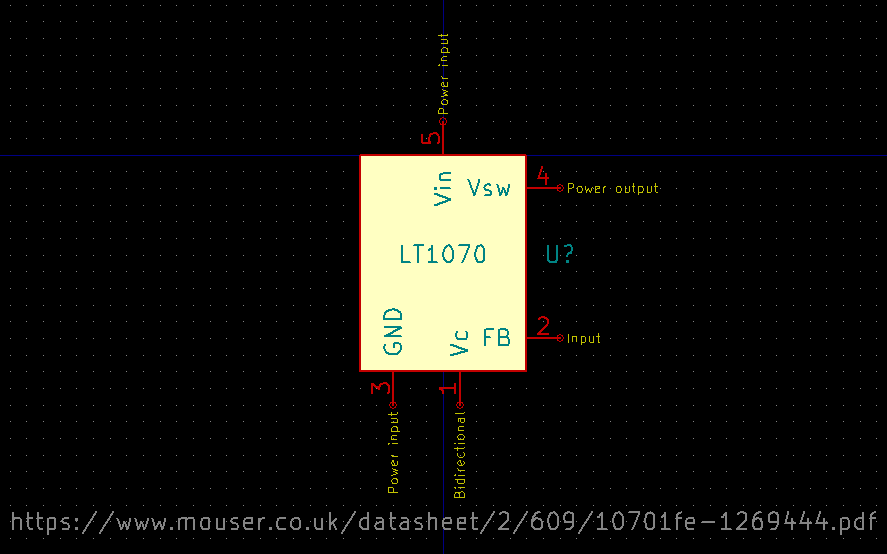 Power input
5
Vin
Vsw
4
Power output
LT1070
U?
GND
Vc
FB
2
Input
3
1
Power input
Bidirectional
https://www.mouser.co.uk/datasheet/2/609/10701fe-1269444.pdf